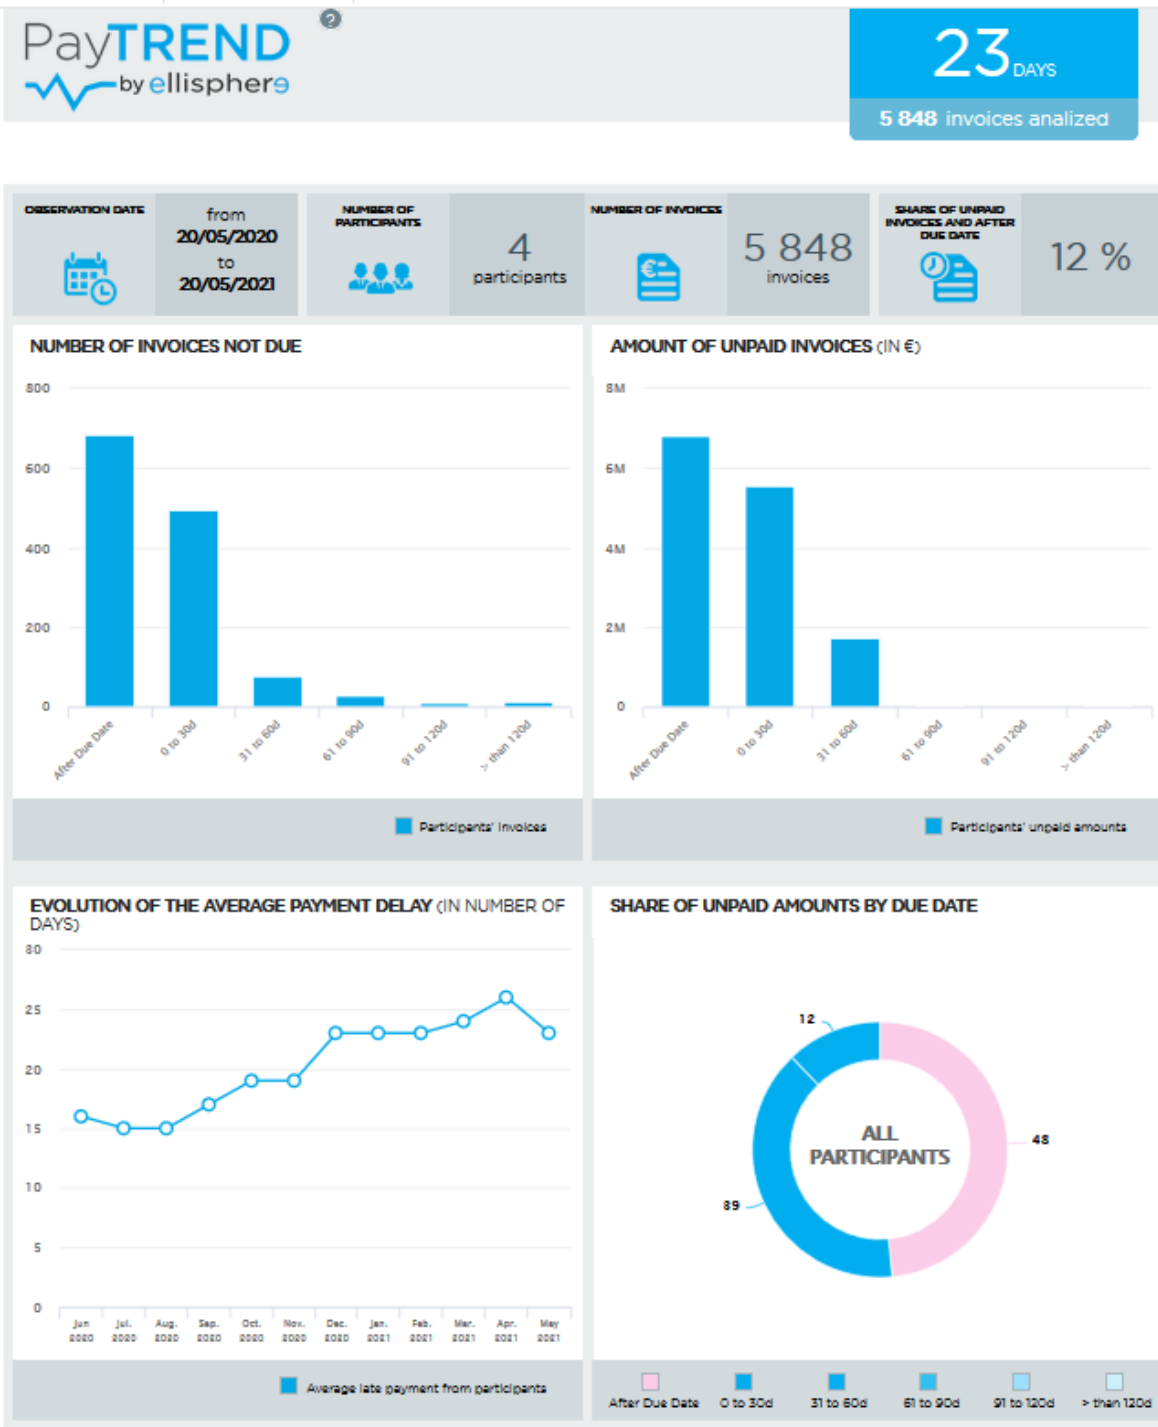 PayTREND
by ellisphere
?
23 DAYS
5 848 invoices analized
OBSERVATION DATE
from
20/05/2020
to
20/05/2021
NUMBER OF
PARTICIPANTS
4
participants
NUMBER OF INVOICES
5 848
invoices
SHARE OF UNPAID
INVOICES AND AFTER
DUE DATE
12 %
NUMBER OF INVOICES NOT DUE
800
600
400
200
0
After Due Date
0 to 30d
31 to 60d
61 to 90d
91 to 120d
> than 120d
Participants' invoices
AMOUNT OF UNPAID INVOICES (IN €)
8M
6M
4M
2M
0
After Due Date
0 to 30d
31 to 60d
61 to 90d
91 to 120d
> than 120d
Participants' unpaid amounts
EVOLUTION OF THE AVERAGE PAYMENT DELAY (IN NUMBER OF
DAYS)
30
25
20
15
10
5
0
Jun Jul. Aug. Sep. Oct. Nov. Dec. Jan. Feb. Mar. Apr. May
2020 2020 2020 2020 2020 2020 2020 2021 2021 2021 2021 2021
Average late payment from participants
SHARE OF UNPAID AMOUNTS BY DUE DATE
12
48
39
ALL
PARTICIPANTS
After Due Date 0 to 30d 31 to 60d 61 to 90d 91 to 120d > than 120d